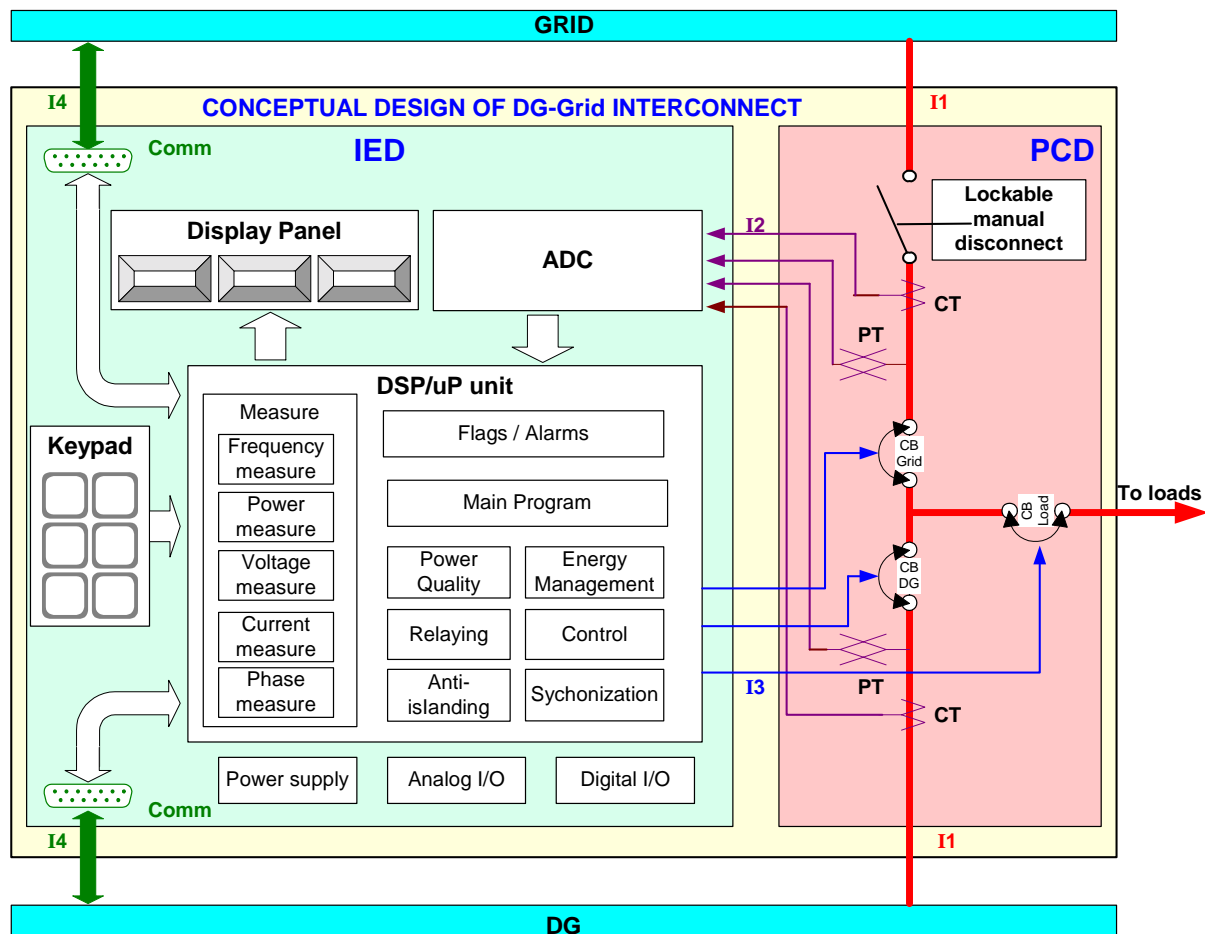 GRID
I4
I1
CONCEPTUAL DESIGN OF DG-Grid INTERCONNECT
Comm
IED
PCD
Display Panel
ADC
I2
Lockable
manual
disconnect
CT
PT
DSP/uP unit
Measure
Frequency
measure
Power
measure
Voltage
measure
Current
measure
Phase
measure
Flags / Alarms
Main Program
Power
Quality
Energy
Management
Relaying
Control
Anti-
islanding
Sychonization
Keypad
CB
Grid
CB
Load
To loads
CB
DG
PT
I3
CT
Power supply
Analog I/O
Digital I/O
Comm
I4
I1
DG